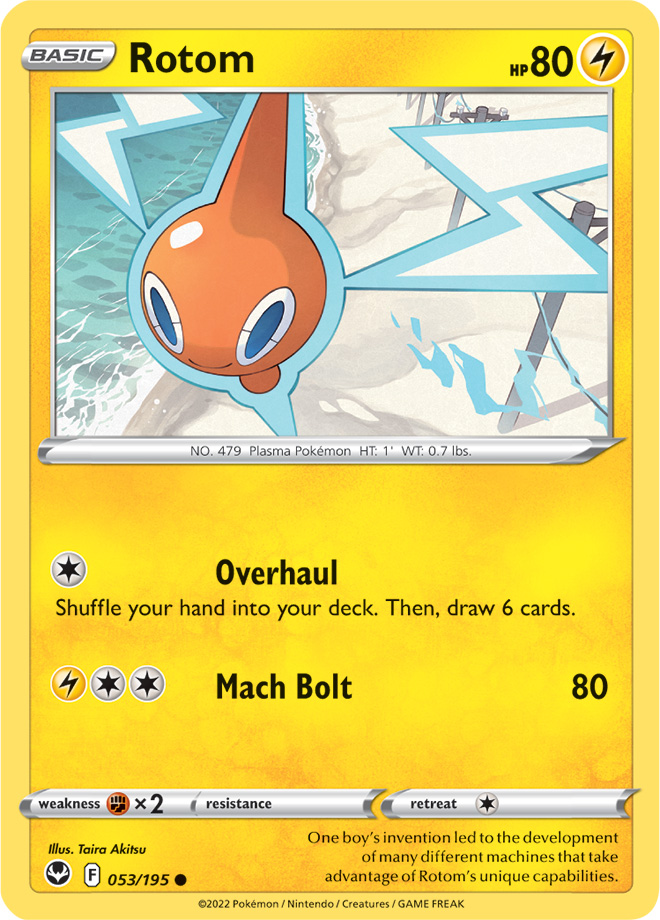 BASIC Rotom HP 80
NO. 479 Plasma Pokémon HT: 1' WT: 0.7 lbs.
Overhaul
Shuffle your hand into your deck. Then, draw 6 cards.
Mach Bolt 80
weakness ×2 resistance retreat
Illus. Taira Akitsu
F 053/195
One boy's invention led to the development
of many different machines that take
advantage of Rotom's unique capabilities.
©2022 Pokémon / Nintendo / Creatures / GAME FREAK